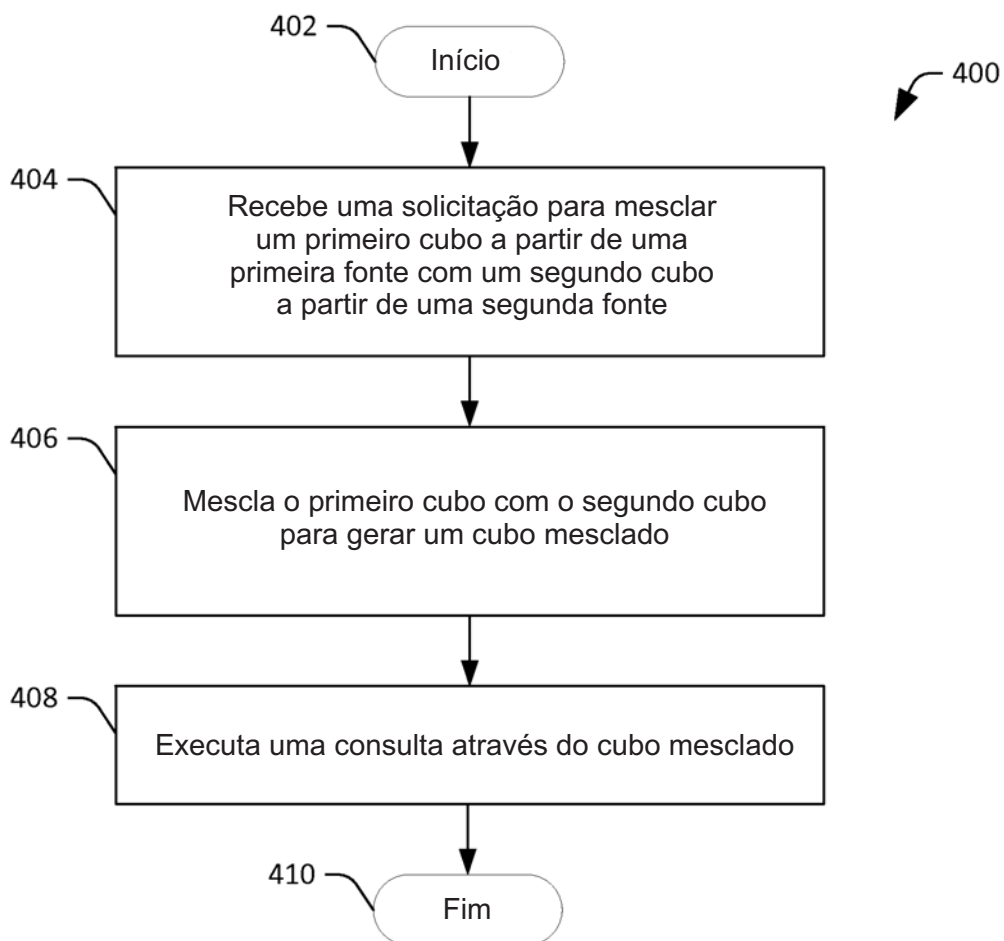 402
Início
400
404
Recebe uma solicitação para mesclar
um primeiro cubo a partir de uma
primeira fonte com um segundo cubo
a partir de uma segunda fonte
406
Mescla o primeiro cubo com o segundo cubo
para gerar um cubo mesclado
408
Executa uma consulta através do cubo mesclado
410
Fim